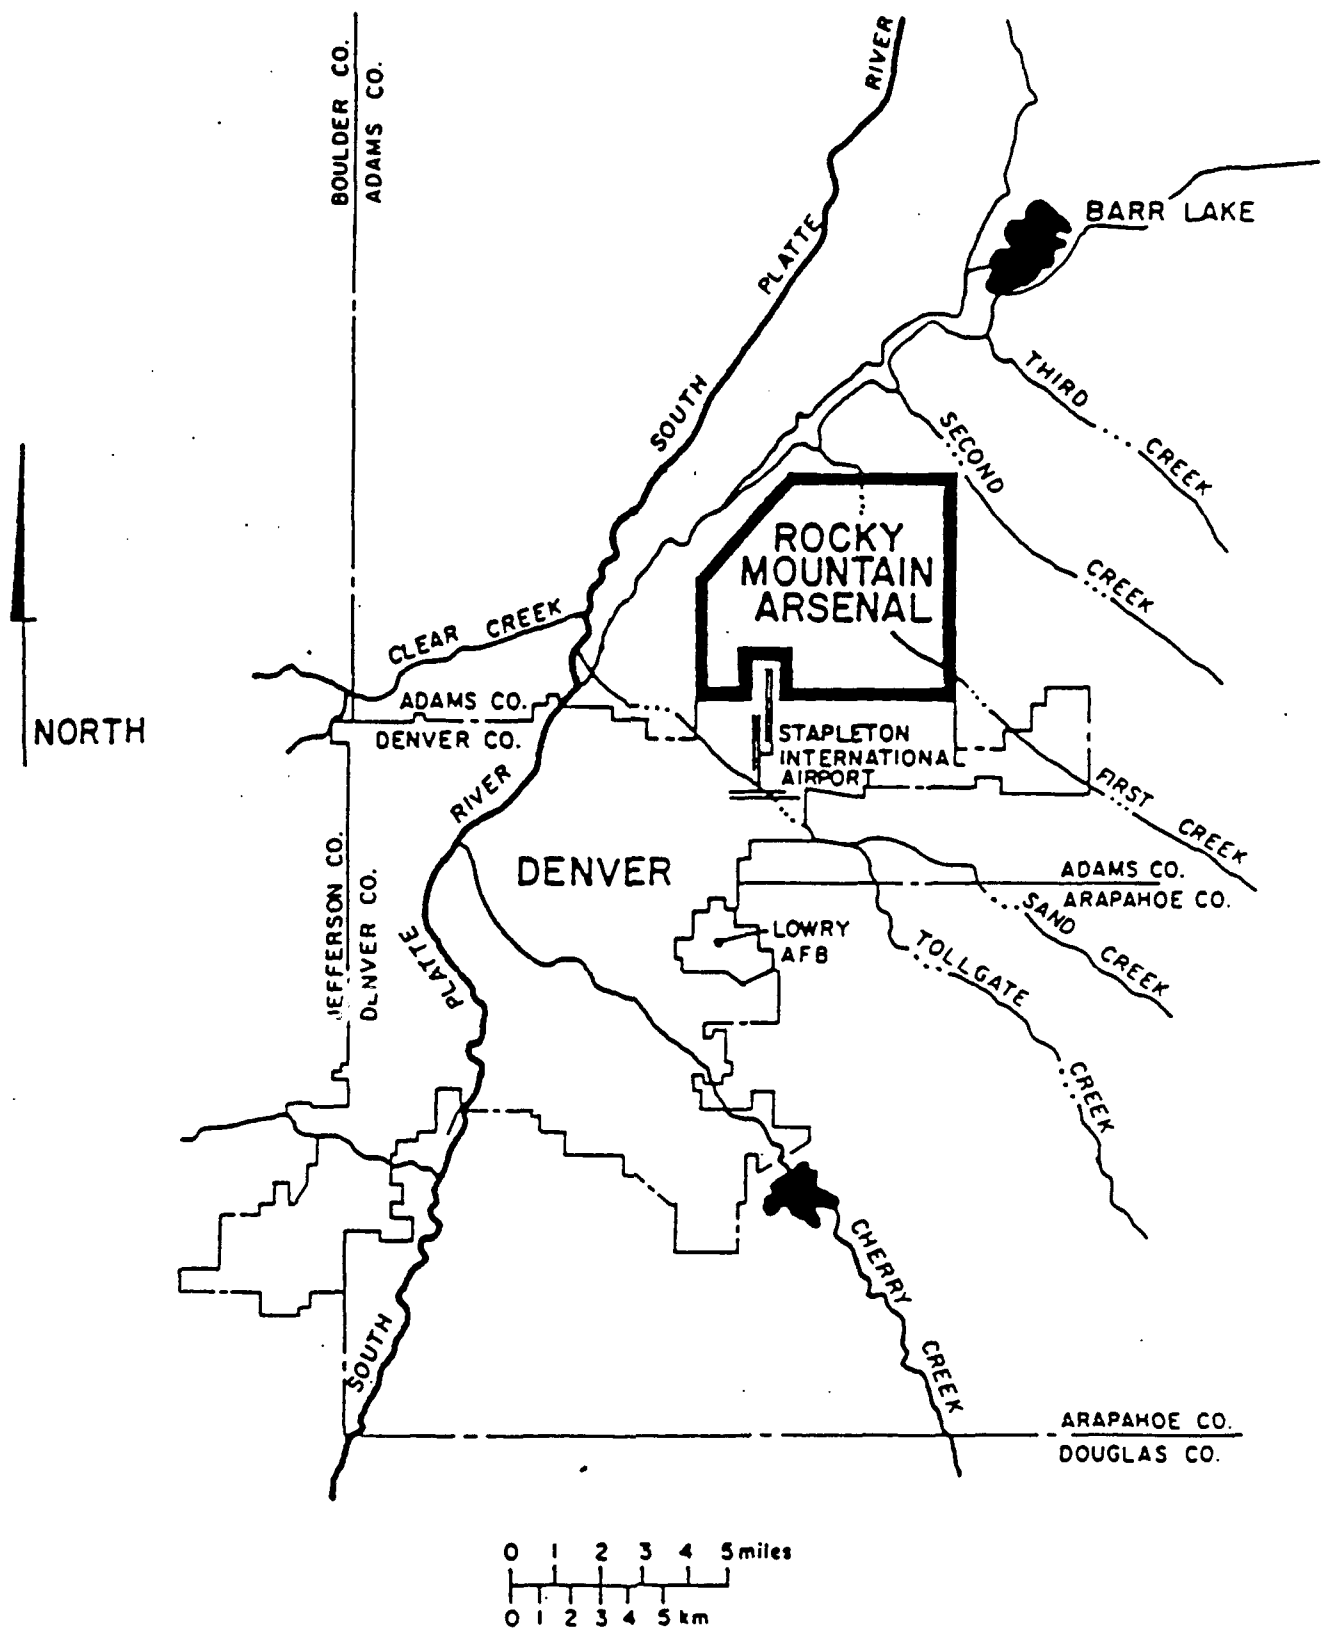 BOULDER CO.
ADAMS CO.
RIVER
PLATTE
SOUTH
BARR LAKE
THIRD
CREEK
SECOND
CREEK
ROCKY
MOUNTAIN
ARSENAL
CLEAR CREEK
NORTH
ADAMS CO.
DENVER CO.
STAPLETON
INTERNATIONAL
AIRPORT
FIRST
CREEK
RIVER
PLATTE
SOUTH
DENVER
JEFFERSON CO.
DENVER CO.
ADAMS CO.
ARAPAHOE CO.
LOWRY
AFB
SAND
CREEK
TOLLGATE
CREEK
CHERRY
CREEK
ARAPAHOE CO.
DOUGLAS CO.
0 1 2 3 4 5 miles
0 1 2 3 4 5 km